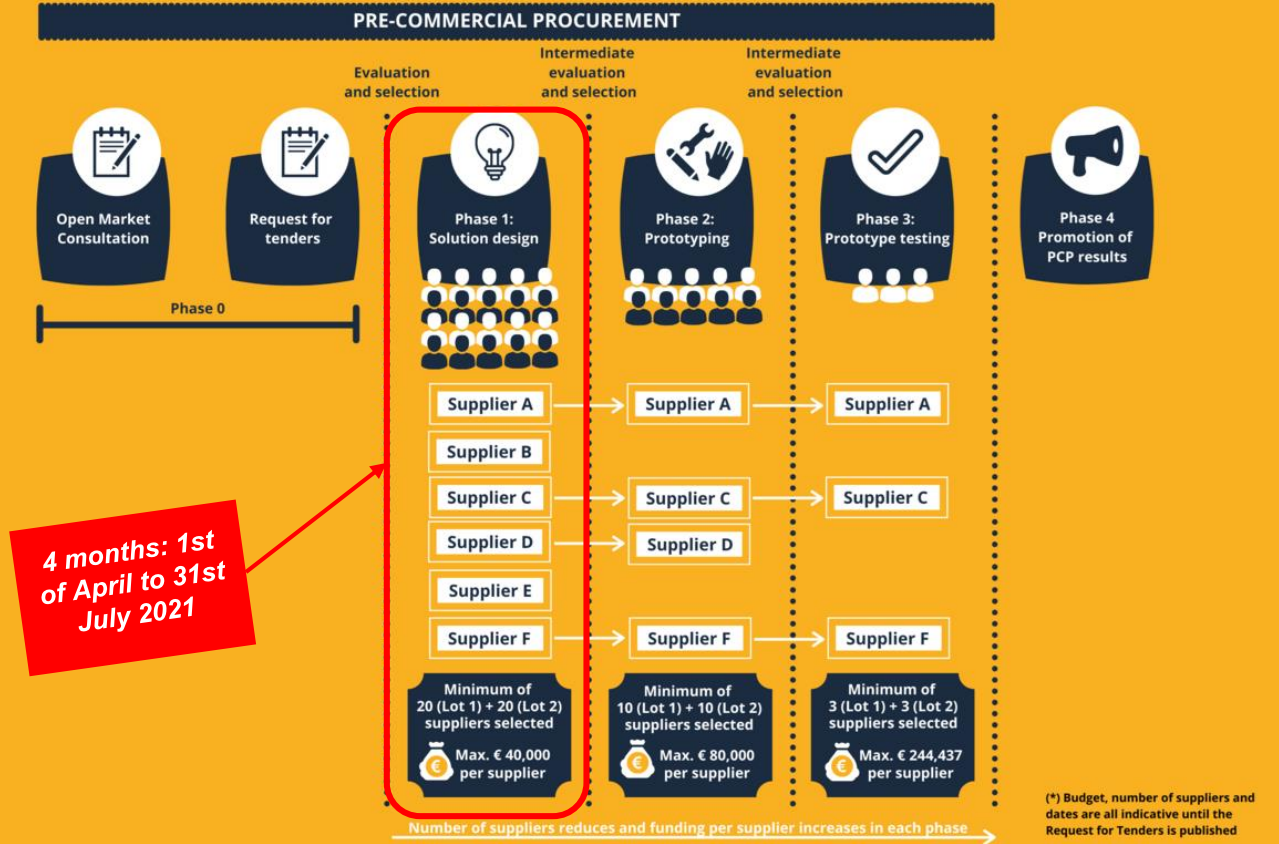 PRE-COMMERCIAL PROCUREMENT
Evaluation
and selection
Intermediate
evaluation
and selection
Intermediate
evaluation
and selection
Open Market
Consultation
Request for
tenders
Phase 1:
Solution design
Phase 2:
Prototyping
Phase 3:
Prototype testing
Phase 4
Promotion of
PCP results
Phase 0
Supplier A
Supplier A
Supplier A
Supplier B
Supplier C
Supplier C
Supplier C
Supplier D
Supplier D
Supplier E
Supplier F
Supplier F
Supplier F
4 months: 1st
of April to 31st
July 2021
Minimum of
20 (Lot 1) + 20 (Lot 2)
suppliers selected
€
Max. € 40,000
per supplier
Minimum of
10 (Lot 1) + 10 (Lot 2)
suppliers selected
€
Max. € 80,000
per supplier
Minimum of
3 (Lot 1) + 3 (Lot 2)
suppliers selected
€
Max. € 244,437
per supplier
(*) Budget, number of suppliers and
dates are all indicative until the
Request for Tenders is published
Number of suppliers reduces and funding per supplier increases in each phase